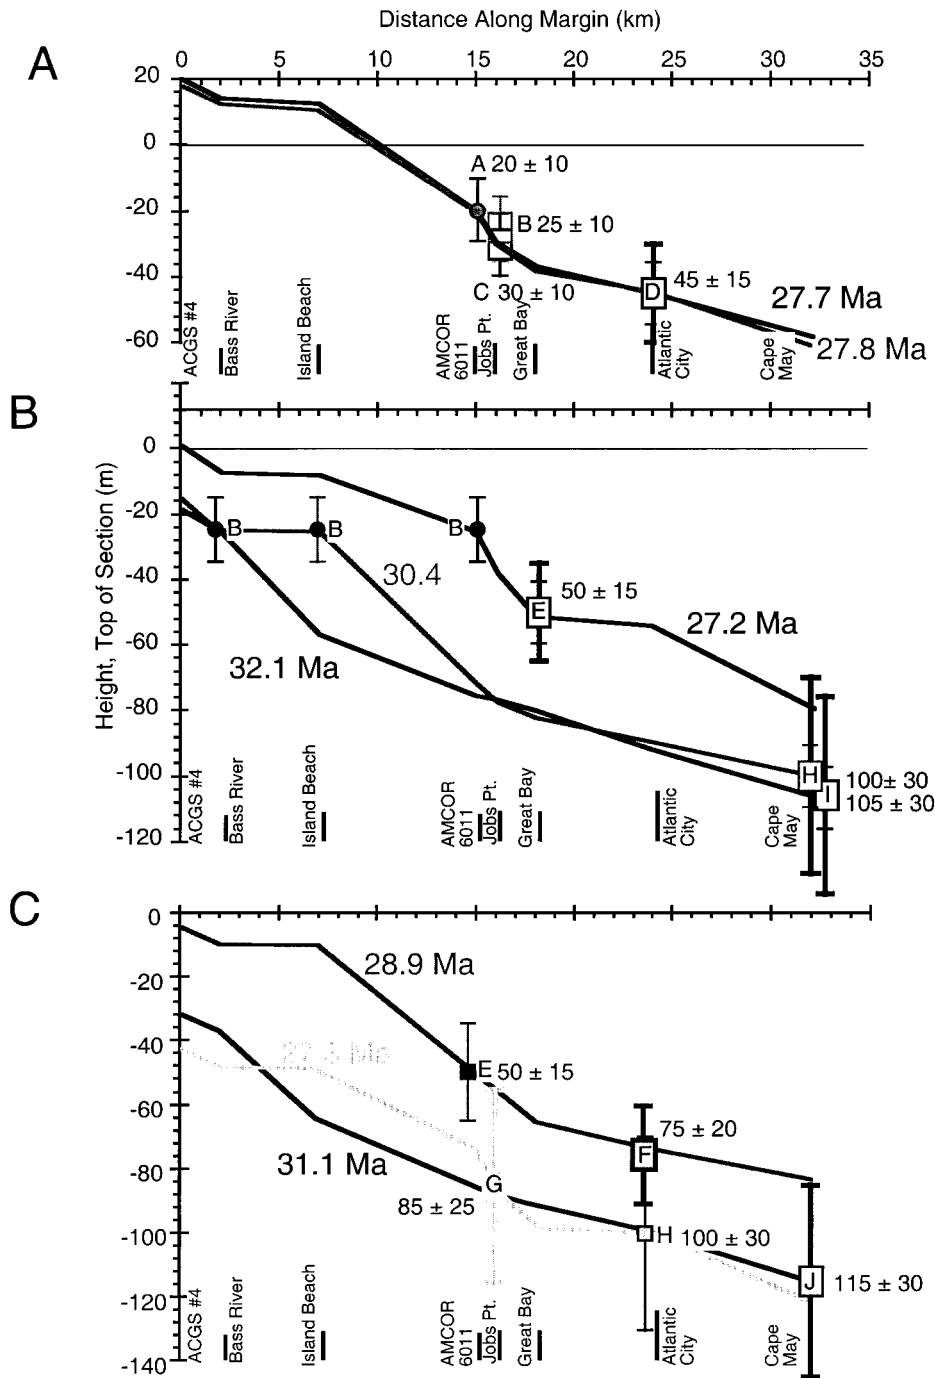 Distance Along Margin (km)
A
0 5 10 15 20 25 30 35
20
0
-20
-40
-60
A 20 ± 10
B 25 ± 10
C 30 ± 10
D
45 ± 15
27.7 Ma
27.8 Ma
ACGS #4
Bass River
Island Beach
AMCOR
6011
Jobs Pt.
Great Bay
Atlantic
City
Cape
May
B
Height, Top of Section (m)
0
-20
-40
-60
-80
-100
-120
B
B
B
30.4
E
50 ± 15
27.2 Ma
32.1 Ma
H
I
100± 30
105 ± 30
ACGS #4
Bass River
Island Beach
AMCOR
6011
Jobs Pt.
Great Bay
Atlantic
City
Cape
May
C
0
-20
-40
-60
-80
-100
-120
-140
28.9 Ma
27.3 Ma
E 50 ± 15
75 ± 20
F
31.1 Ma
G
85 ± 25
H 100 ± 30
J
115 ± 30
ACGS #4
Bass River
Island Beach
AMCOR
6011
Jobs Pt.
Great Bay
Atlantic
City
Cape
May